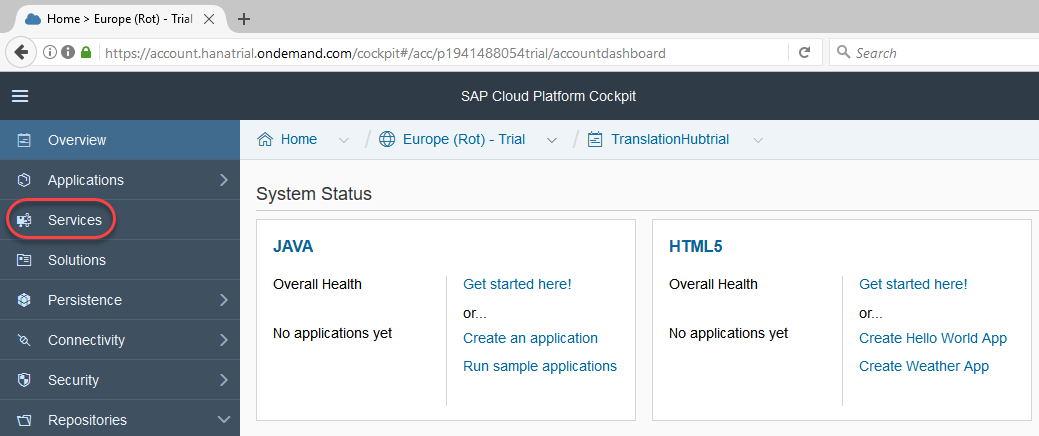 Home > Europe (Rot) - Trial
https://account.hanatrial.ondemand.com/cockpit#/acc/p1941488054trial/accountdashboard
Search
SAP Cloud Platform Cockpit
Overview
Applications
Services
Solutions
Persistence
Connectivity
Security
Repositories
Home / Europe (Rot) - Trial / TranslationHubtrial
System Status
JAVA
Overall Health
No applications yet
Get started here!
or...
Create an application
Run sample applications
HTML5
Overall Health
No applications yet
Get started here!
or...
Create Hello World App
Create Weather App